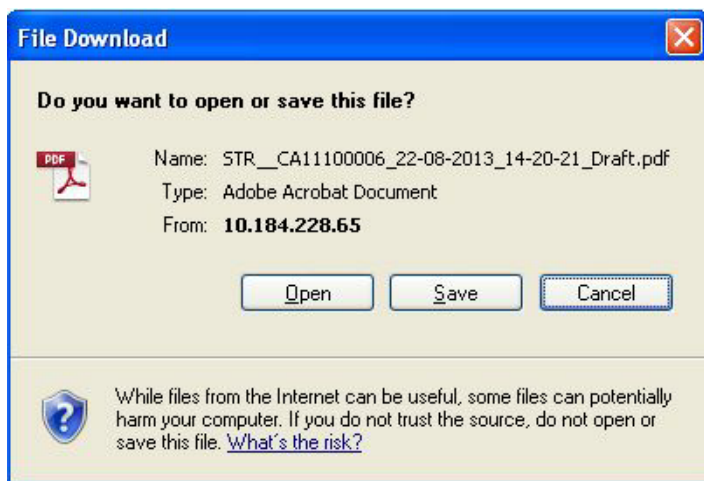 File Download
Do you want to open or save this file?
PDF
Name: STR__CA11100006_22-08-2013_14-20-21_Draft.pdf
Type: Adobe Acrobat Document
From: 10.184.228.65
Open Save Cancel
While files from the Internet can be useful, some files can potentially
harm your computer. If you do not trust the source, do not open or
save this file. What's the risk?